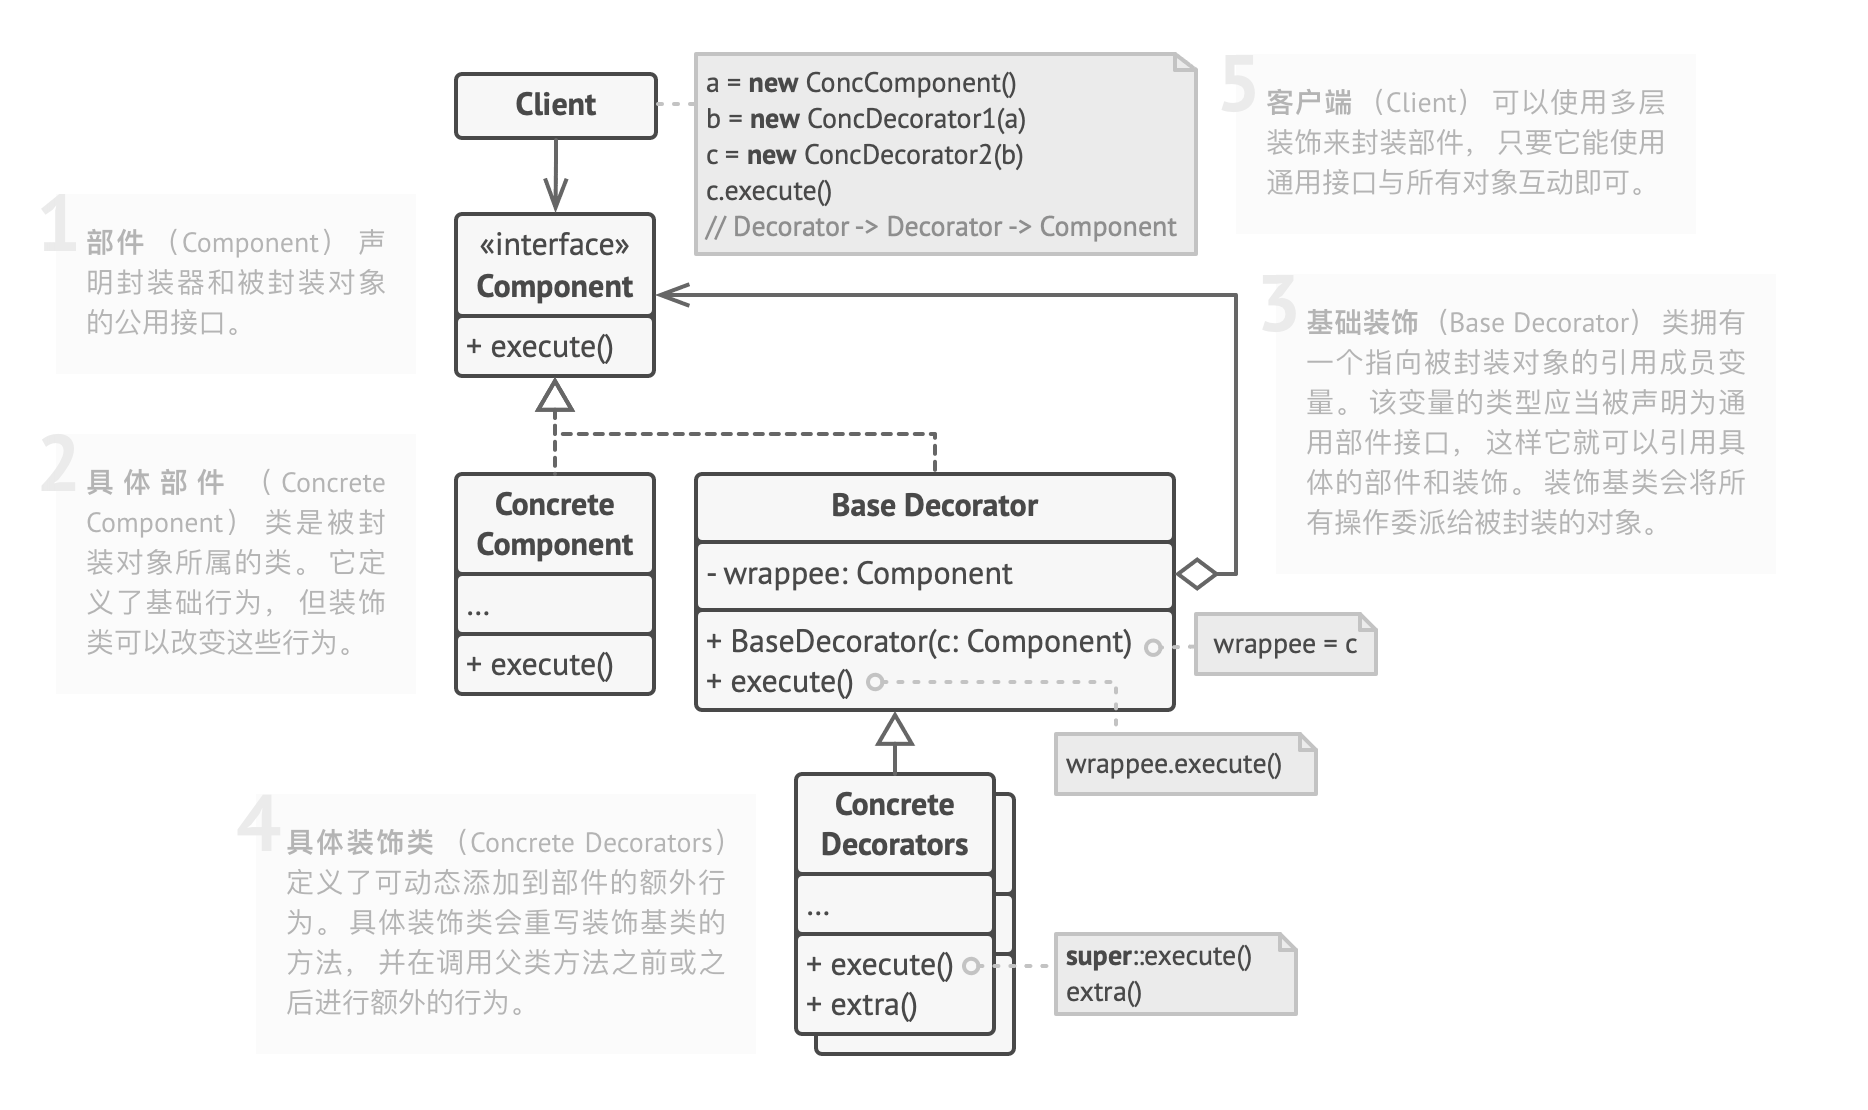 Client
a = new ConcComponent()
b = new ConcDecorator1(a)
c = new ConcDecorator2(b)
c.execute()
// Decorator -> Decorator -> Component
5
客户端 （Client） 可以使用多层
装饰来封装部件， 只要它能使用
通用接口与所有对象互动即可。
1
部件 （Component） 声
明封装器和被封装对象
的公用接口。
«interface»
Component
+ execute()
3
基础装饰 （Base Decorator） 类拥有
一个指向被封装对象的引用成员变
量。 该变量的类型应当被声明为通
用部件接口， 这样它就可以引用具
体的部件和装饰。 装饰基类会将所
有操作委派给被封装的对象。
2
具体部件 （Concrete
Component） 类是被封
装对象所属的类。 它定
义了基础行为， 但装饰
类可以改变这些行为。
Concrete
Component
...
+ execute()
Base Decorator
- wrappee: Component
+ BaseDecorator(c: Component)
+ execute()
wrappee = c
wrappee.execute()
4
具体装饰类 （Concrete Decorators）
定义了可动态添加到部件的额外行
为。 具体装饰类会重写装饰基类的
方法， 并在调用父类方法之前或之
后进行额外的行为。
Concrete
Decorators
...
+ execute()
+ extra()
super::execute()
extra()